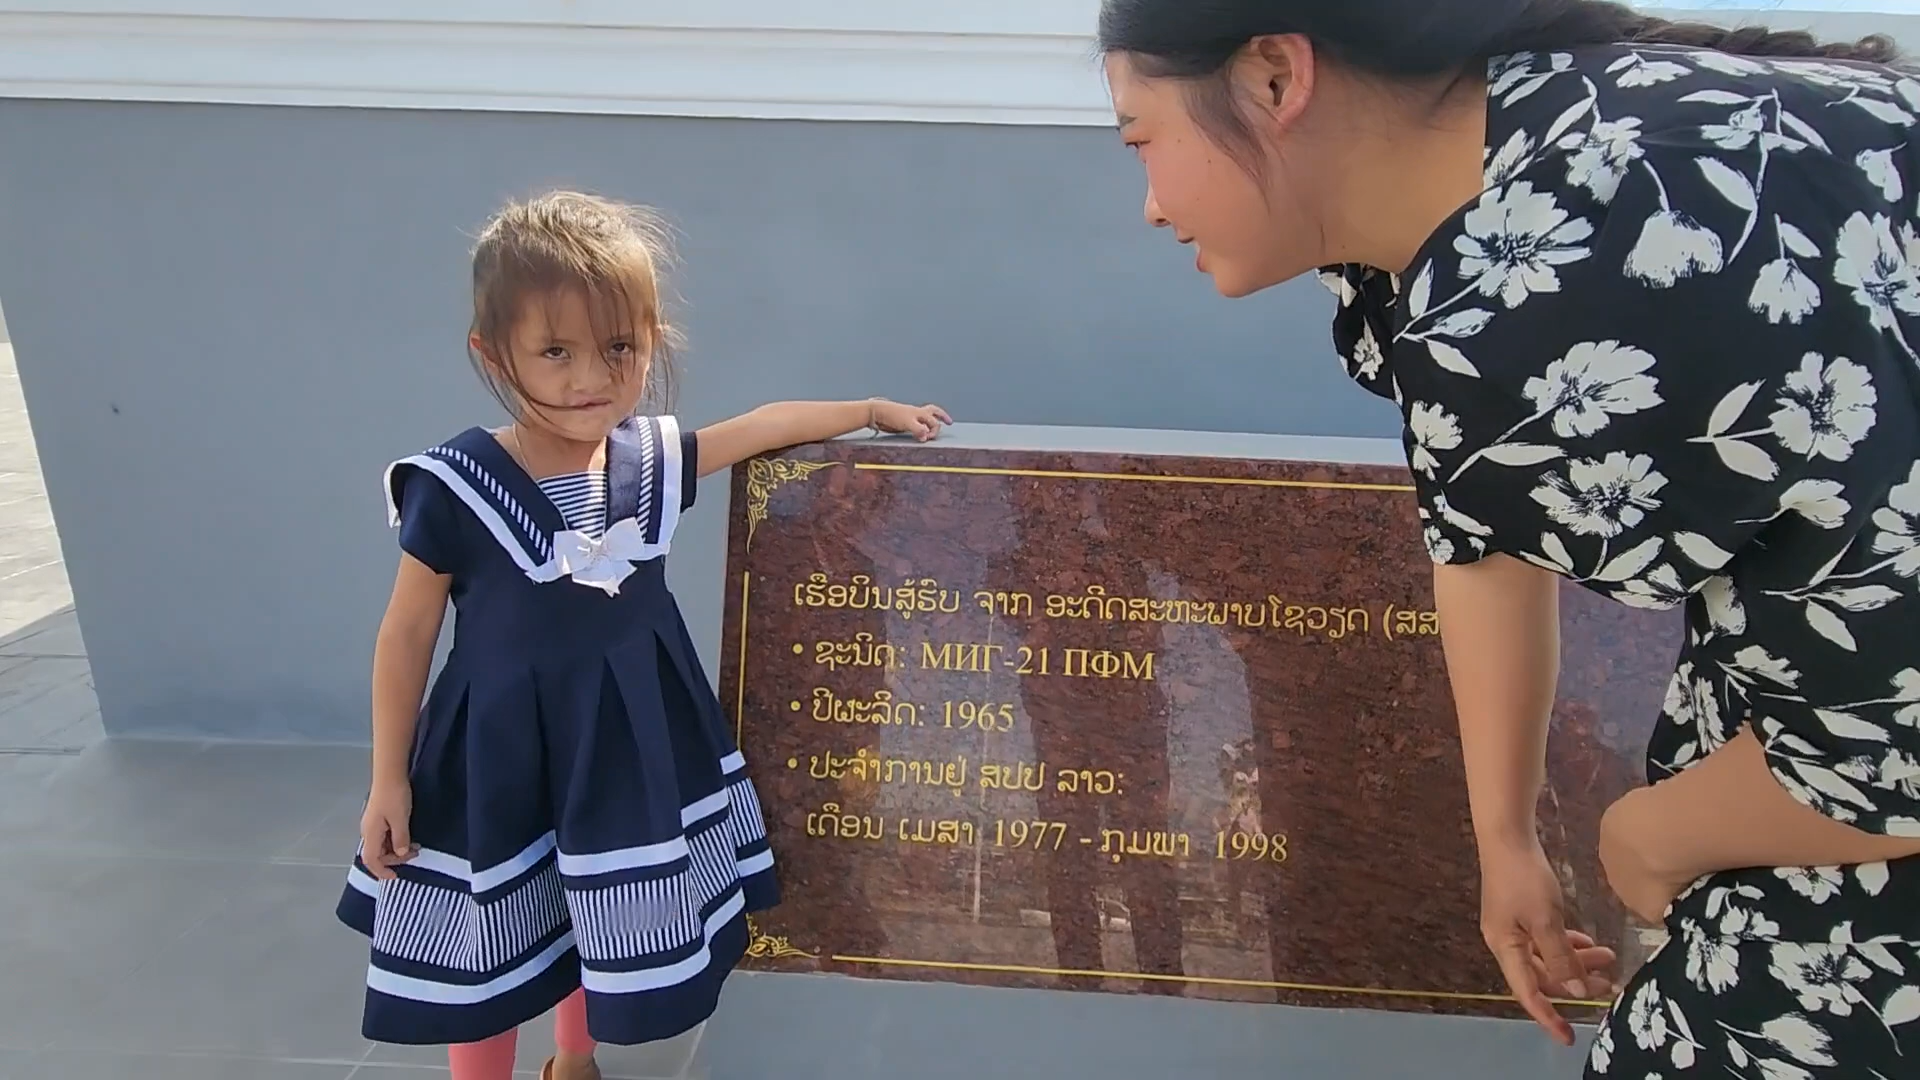 ເຮືອບິນສູ້ຮົບ ຈາກ ອະດີດສະຫະພາບໂຊວຽດ (ສສ
• ຊະນິດ: МИГ-21 ПФМ
• ປີຜະລິດ: 1965
• ປະຈຳການຢູ່ ສປປ ລາວ:
ເດືອນ ເມສາ 1977 - ກຸມພາ 1998